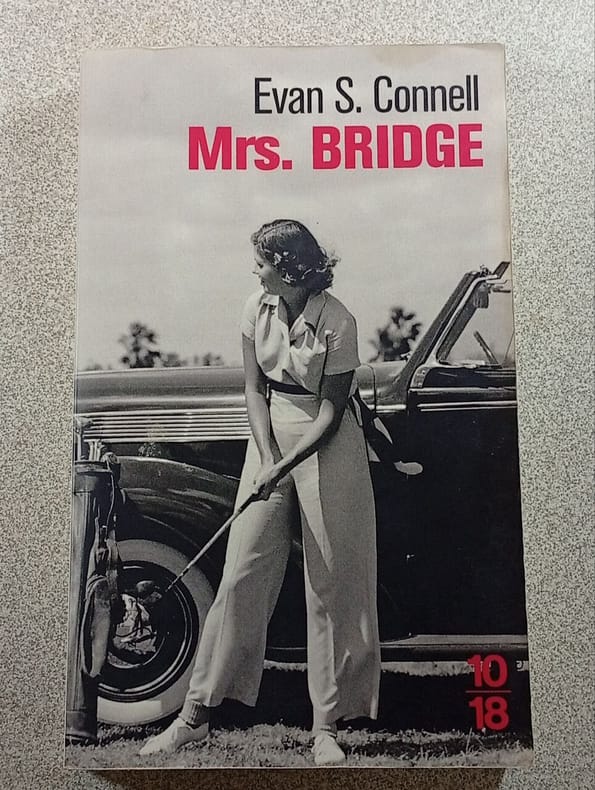 Evan S. Connell
Mrs. BRIDGE
10
18